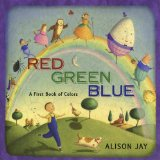 RED
GREEN
BLUE
A First Book of Colors
ALISON JAY